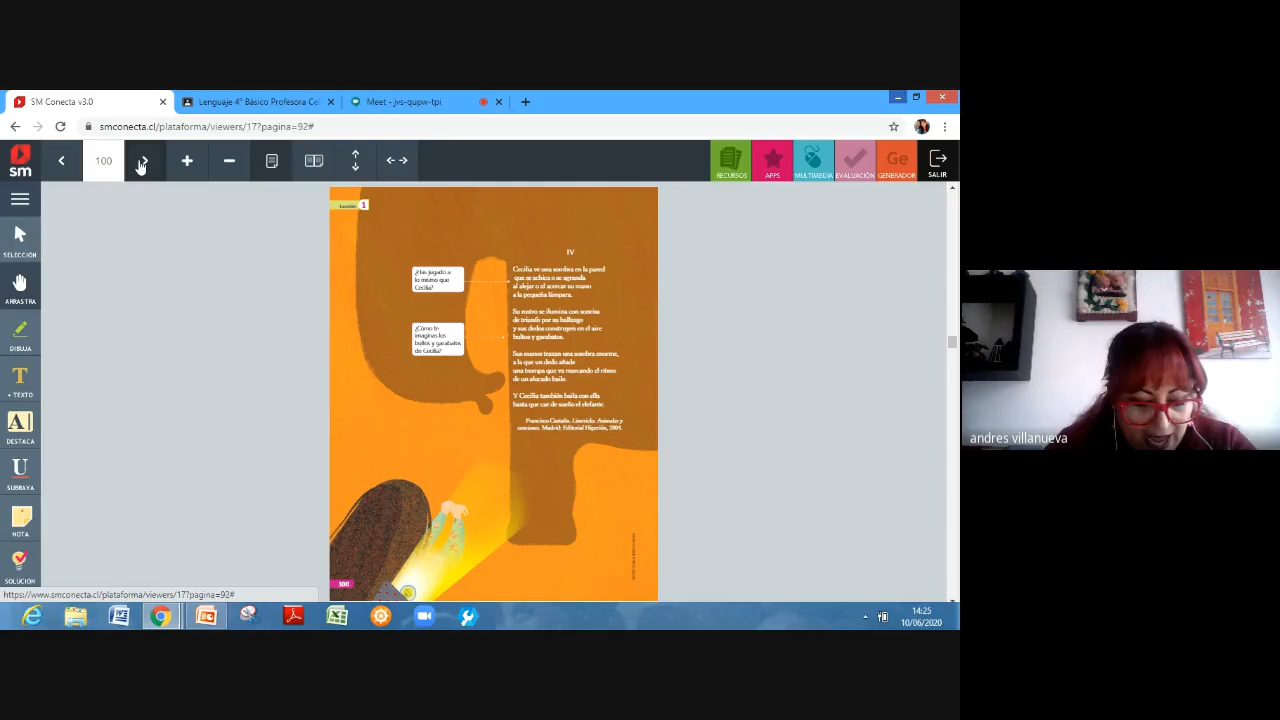 SM Conecta v3.0
Lenguaje 4° Básico Profesora Ce
Meet - jvs-qupw-tpi
smconecta.cl/plataforma/viewers/17?pagina=92#
sm
100
RECURSOS
APPS
MULTIMEDIA
EVALUACIÓN
Ge
GENERADOR
SALIR
SELECCIÓN
ARRASTRA
DIBUJA
T
+ TEXTO
A
DESTACA
U
SUBRAYA
NOTA
SOLUCIÓN
Lección 1
IV
¿Has jugado a
lo mismo que
Cecilia?
Cecilia ve una sombra en la pared
que se achica o se agranda
al alejar o al acercar su mano
a la pequeña lámpara.
¿Cómo te
imaginas los
bultos y garabatos
de Cecilia?
Su rostro se ilumina con sonrisa
de triunfo por su hallazgo
y sus dedos construyen en el aire
bultos y garabatos.
Sus manos trazan una sombra enorme,
a la que un dedo añade
una trompa que va marcando el ritmo
de un alocado baile.
Y Cecilia también baila con ella
hasta que cae de sueño el elefante.
Francisco Castaño. Limericks. Animales y
canciones. Madrid: Editorial Hiperión, 2001.
100
https://www.smconecta.cl/plataforma/viewers/17?pagina=92#
14:25
10/06/2020
andres villanueva